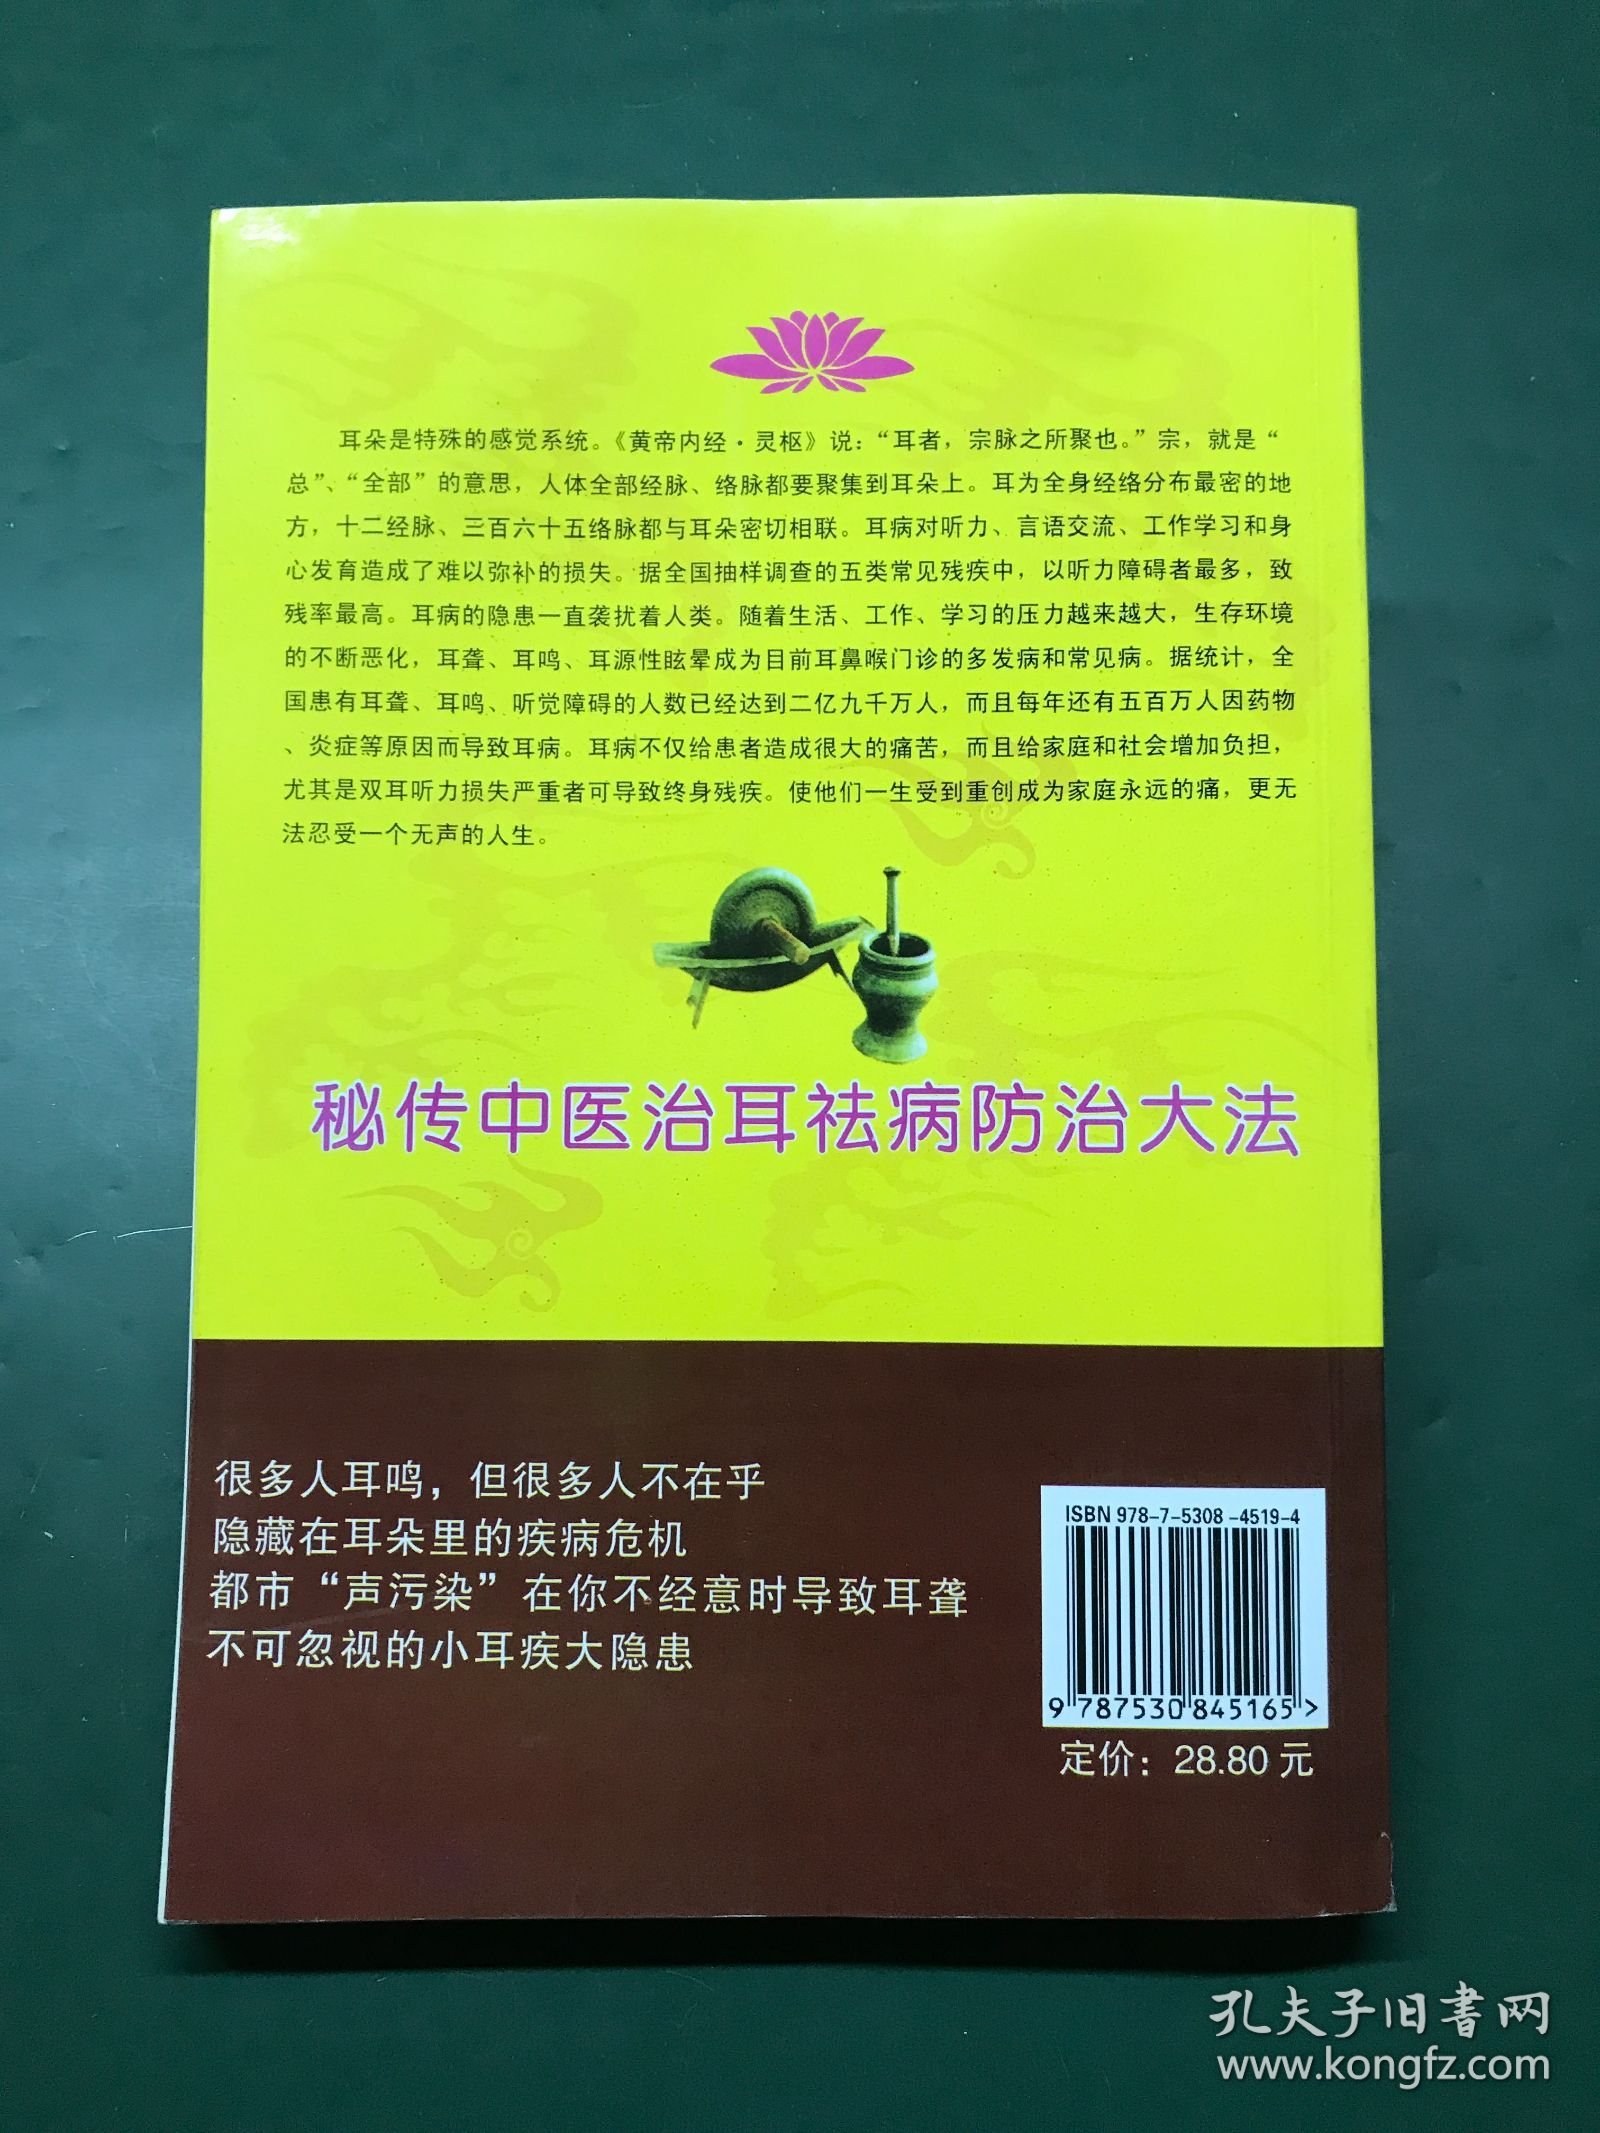 耳朵是特殊的感觉系统。《黄帝内经·灵枢》说：“耳者，宗脉之所聚也。”宗，就是“
总”、“全部”的意思，人体全部经脉、络脉都要聚集到耳朵上。耳为全身经络分布最密的地
方，十二经脉、三百六十五络脉都与耳朵密切相联。耳病对听力、言语交流、工作学习和身
心发育造成了难以弥补的损失。据全国抽样调查的五类常见残疾中，以听力障碍者最多，致
残率最高。耳病的隐患一直袭扰着人类。随着生活、工作、学习的压力越来越大，生存环境
的不断恶化，耳聋、耳鸣、耳源性眩晕成为目前耳鼻喉门诊的多发病和常见病。据统计，全
国患有耳聋、耳鸣、听觉障碍的人数已经达到二亿九千万人，而且每年还有五百万人因药物
、炎症等原因而导致耳病。耳病不仅给患者造成很大的痛苦，而且给家庭和社会增加负担，
尤其是双耳听力损失严重者可导致终身残疾。使他们一生受到重创成为家庭永远的痛，更无
法忍受一个无声的人生。
秘传中医治耳祛病防治大法
很多人耳鸣，但很多人不在乎
隐藏在耳朵里的疾病危机
都市“声污染”在你不经意时导致耳聋
不可忽视的小耳疾大隐患
ISBN 978-7-5308-4519-4
9 787530 845165 >
定价：28.80元
孔夫子旧书网
www.kongfz.com